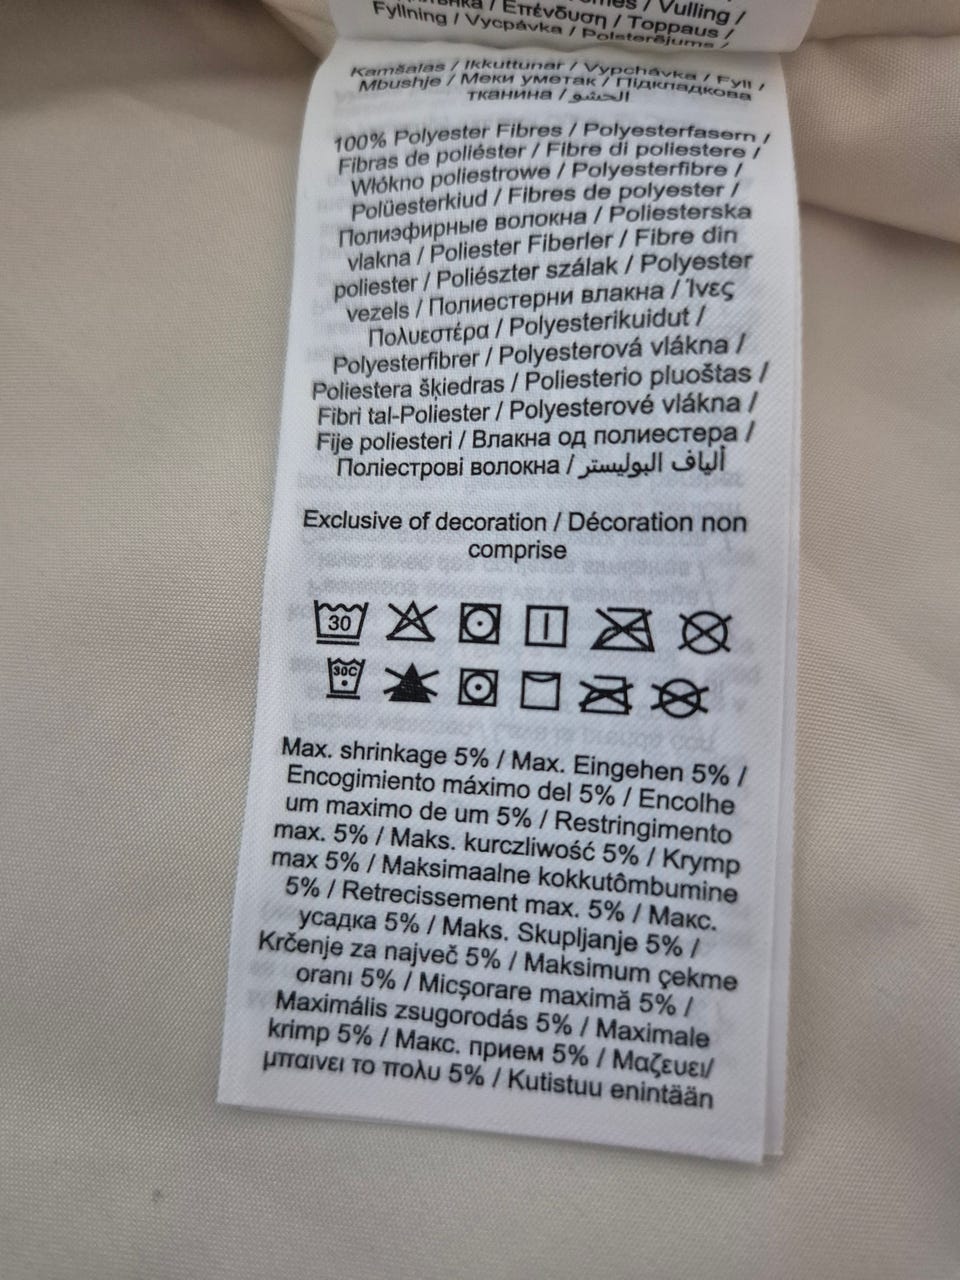 / Επένδυση / Toppaus /
Fyllning / Vycpávka / Polsterējums /
Kamšalas / Ikkuttunar / Vypchávka / Fyll /
Mbushje / Меки уметак / Підкладкова
тканина / الحشو
100% Polyester Fibres / Polyesterfasern /
Fibras de poliéster / Fibre di poliestere /
Włókno poliestrowe / Polyesterfibre /
Polüesterkiud / Fibres de polyester /
Полиэфирные волокна / Poliesterska
vlakna / Poliester Fiberler / Fibre din
poliester / Poliészter szálak / Polyester
vezels / Полиестерни влакна / Ίνες
Πολυεστέρα / Polyesterikuidut /
Polyesterfibrer / Polyesterová vlákna /
Poliestera šķiedras / Poliesterio pluoštas /
Fibri tal-Poliester / Polyesterové vlákna /
Fije poliesteri / Влакна од полиестера /
Поліестрові волокна / ألياف البوليستر
Exclusive of decoration / Décoration non
comprise
30
30C
Max. shrinkage 5% / Max. Eingehen 5% /
Encogimiento máximo del 5% / Encolhe
um maximo de um 5% / Restringimento
max. 5% / Maks. kurczliwość 5% / Krymp
max 5% / Maksimaalne kokkutômbumine
5% / Retrecissement max. 5% / Макс.
усадка 5% / Maks. Skupljanje 5% /
Krčenje za največ 5% / Maksimum çekme
oranı 5% / Micşorare maximă 5% /
Maximális zsugorodás 5% / Maximale
krimp 5% / Макс. прием 5% / Μαζευει/
μπαινει το πολυ 5% / Kutistuu enintään